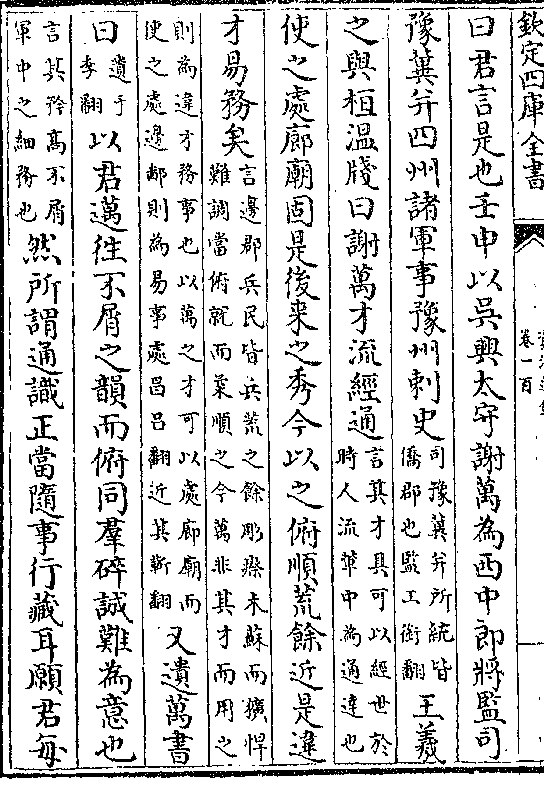 欽定四庫全書
卷一百
曰君言是也壬申以吳興太守謝萬為西中郎將監司
豫冀并四州諸軍事豫州刺史司豫冀并所統皆僑郡也監工銜翻王羲
之與桓溫牋曰謝萬才流經通言其才具可以經世於時人流輩中為通達也
使之處廊廟固是後来之秀今以之俯順荒餘近是違
才易務矣言邊郡兵民皆兵荒之餘彫瘵未蘇而獷悍難調當俯就而菜順之今萬非其才而用之
則為違才務事也以萬之才可以處廊廟而使之處邊鄙則為易事處昌吕翻近其靳翻又遺萬書
曰遺于季翻以君邁往不屑之韻而俯同羣碎誠難為意也
言其矜高不屑軍中之細務也然所謂通識正當隨事行藏耳願君每